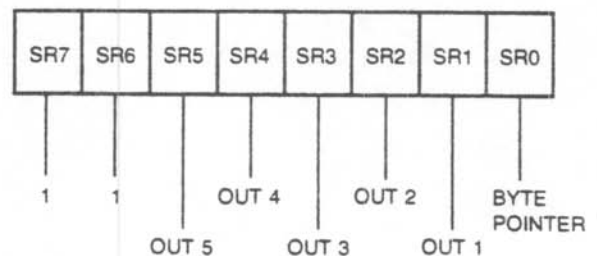 SR7 SR6 SR5 SR4 SR3 SR2 SR1 SR0
1 1 OUT 4 OUT 2 BYTE
POINTER
OUT 5 OUT 3 OUT 1